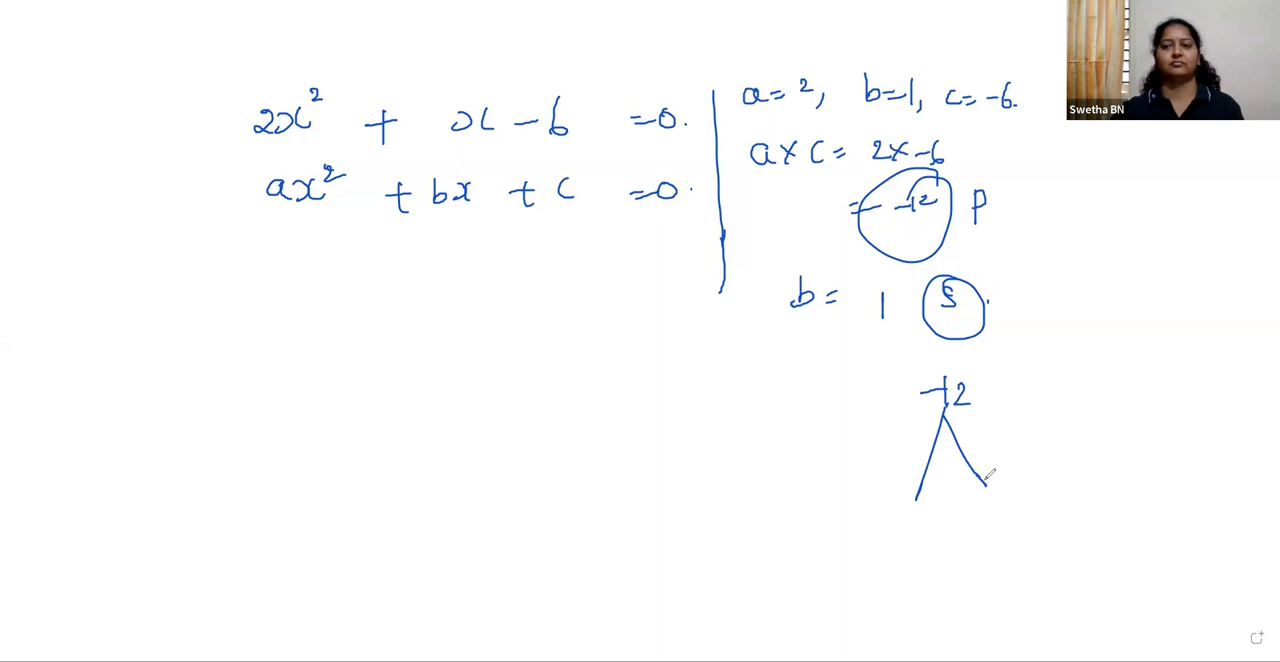 2x² + x - 6 = 0.
ax² + bx + c = 0.
a = 2, b = 1, c = -6.
a × c = 2 × -6
= -12 P
b = 1 S.
-12
Swetha BN